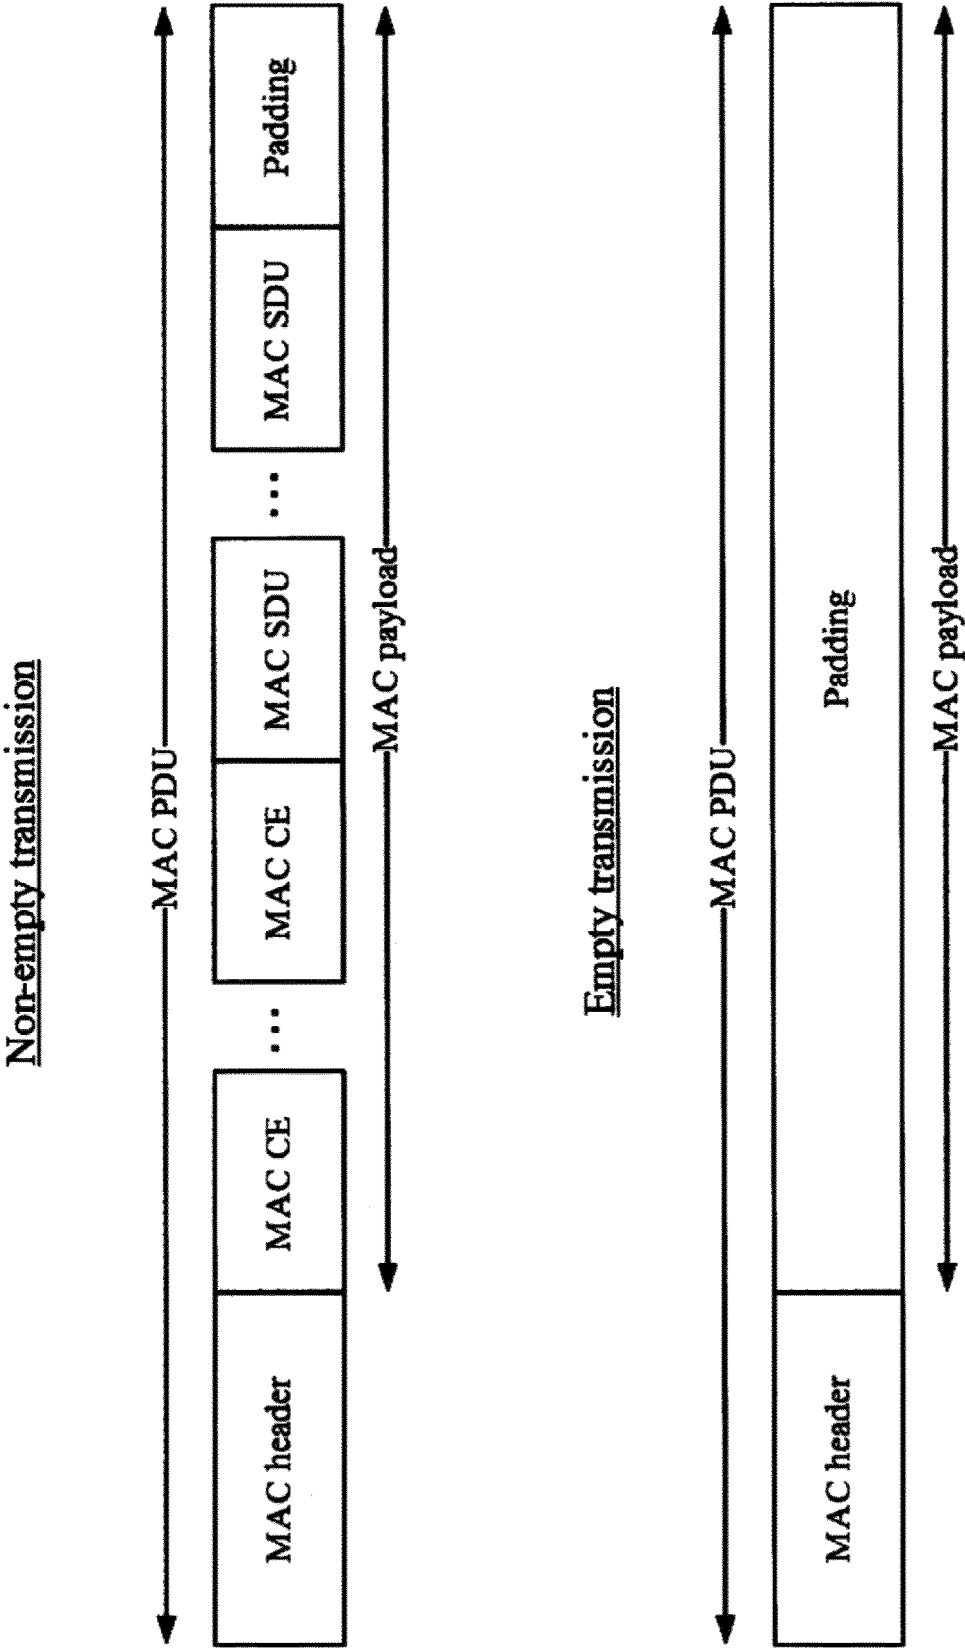 Non-empty transmission
MAC PDU
MAC header
MAC CE
...
MAC CE
MAC SDU
...
MAC SDU
Padding
MAC payload
Empty transmission
MAC PDU
MAC header
Padding
MAC payload